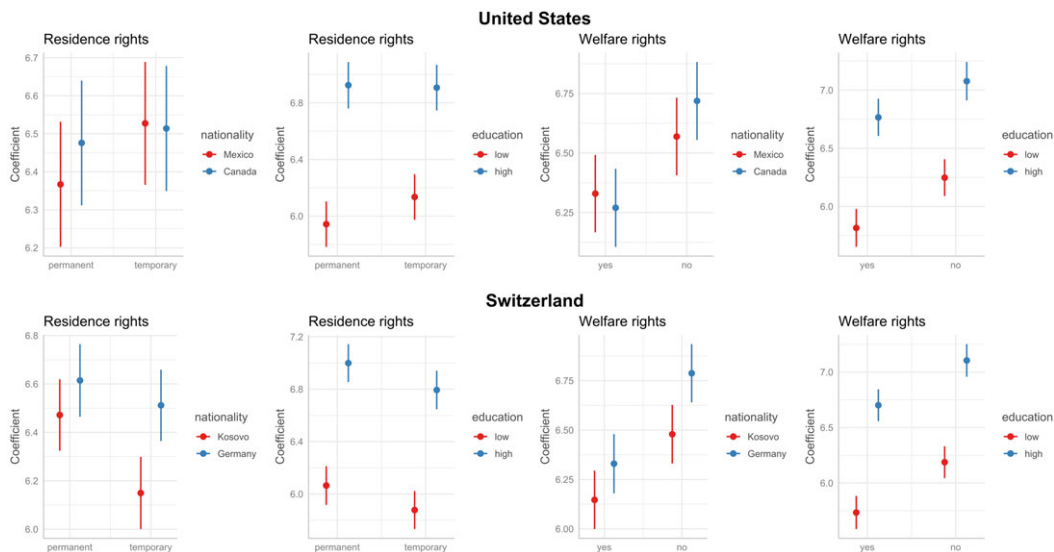 United States
Residence rights
Coefficient
6.7
6.6
6.5
6.4
6.3
6.2
permanent temporary
nationality
Mexico
Canada
Residence rights
Coefficient
6.8
6.4
6.0
permanent temporary
education
low
high
Welfare rights
Coefficient
6.75
6.50
6.25
yes no
nationality
Mexico
Canada
Welfare rights
Coefficient
7.0
6.5
6.0
yes no
education
low
high
Switzerland
Residence rights
Coefficient
6.8
6.6
6.4
6.2
6.0
permanent temporary
nationality
Kosovo
Germany
Residence rights
Coefficient
7.2
6.8
6.4
6.0
permanent temporary
education
low
high
Welfare rights
Coefficient
6.75
6.50
6.25
6.00
yes no
nationality
Kosovo
Germany
Welfare rights
Coefficient
7.0
6.5
6.0
yes no
education
low
high